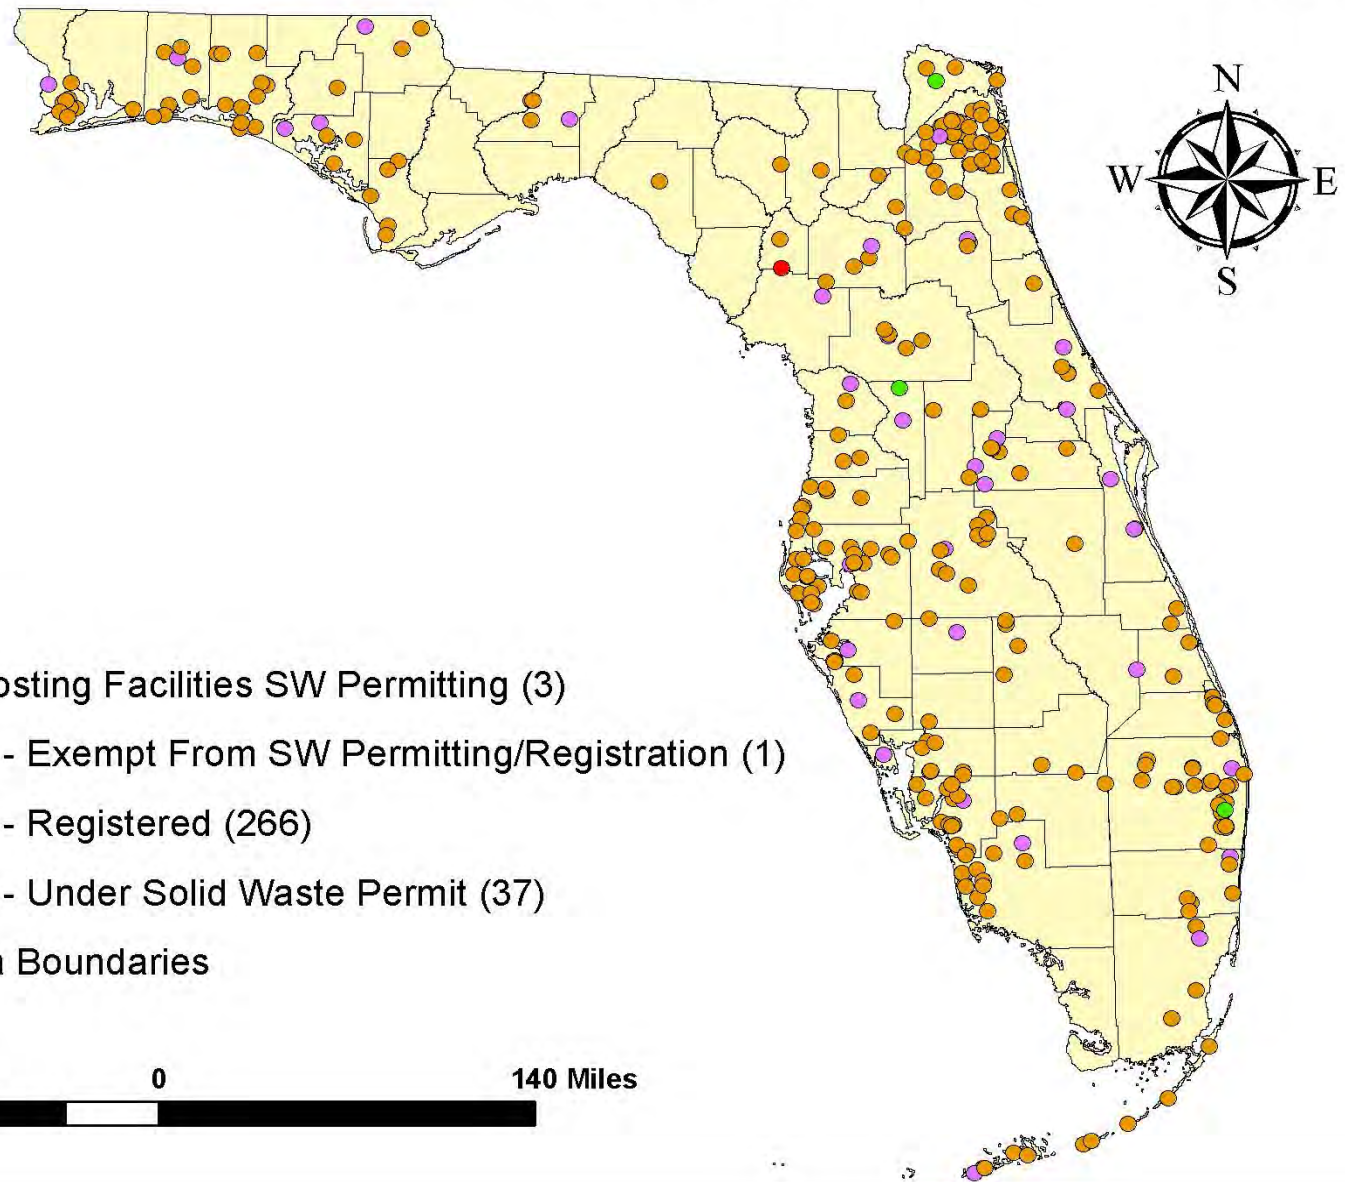 N
W E
S
osting Facilities SW Permitting (3)
- Exempt From SW Permitting/Registration (1)
- Registered (266)
- Under Solid Waste Permit (37)
Boundaries
0 140 Miles